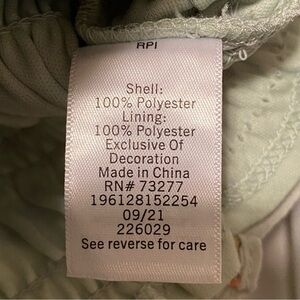 RPI
Shell:
100% Polyester
Lining:
100% Polyester
Exclusive Of
Decoration
Made in China
RN# 73277
196128152254
09/21
226029
See reverse for care